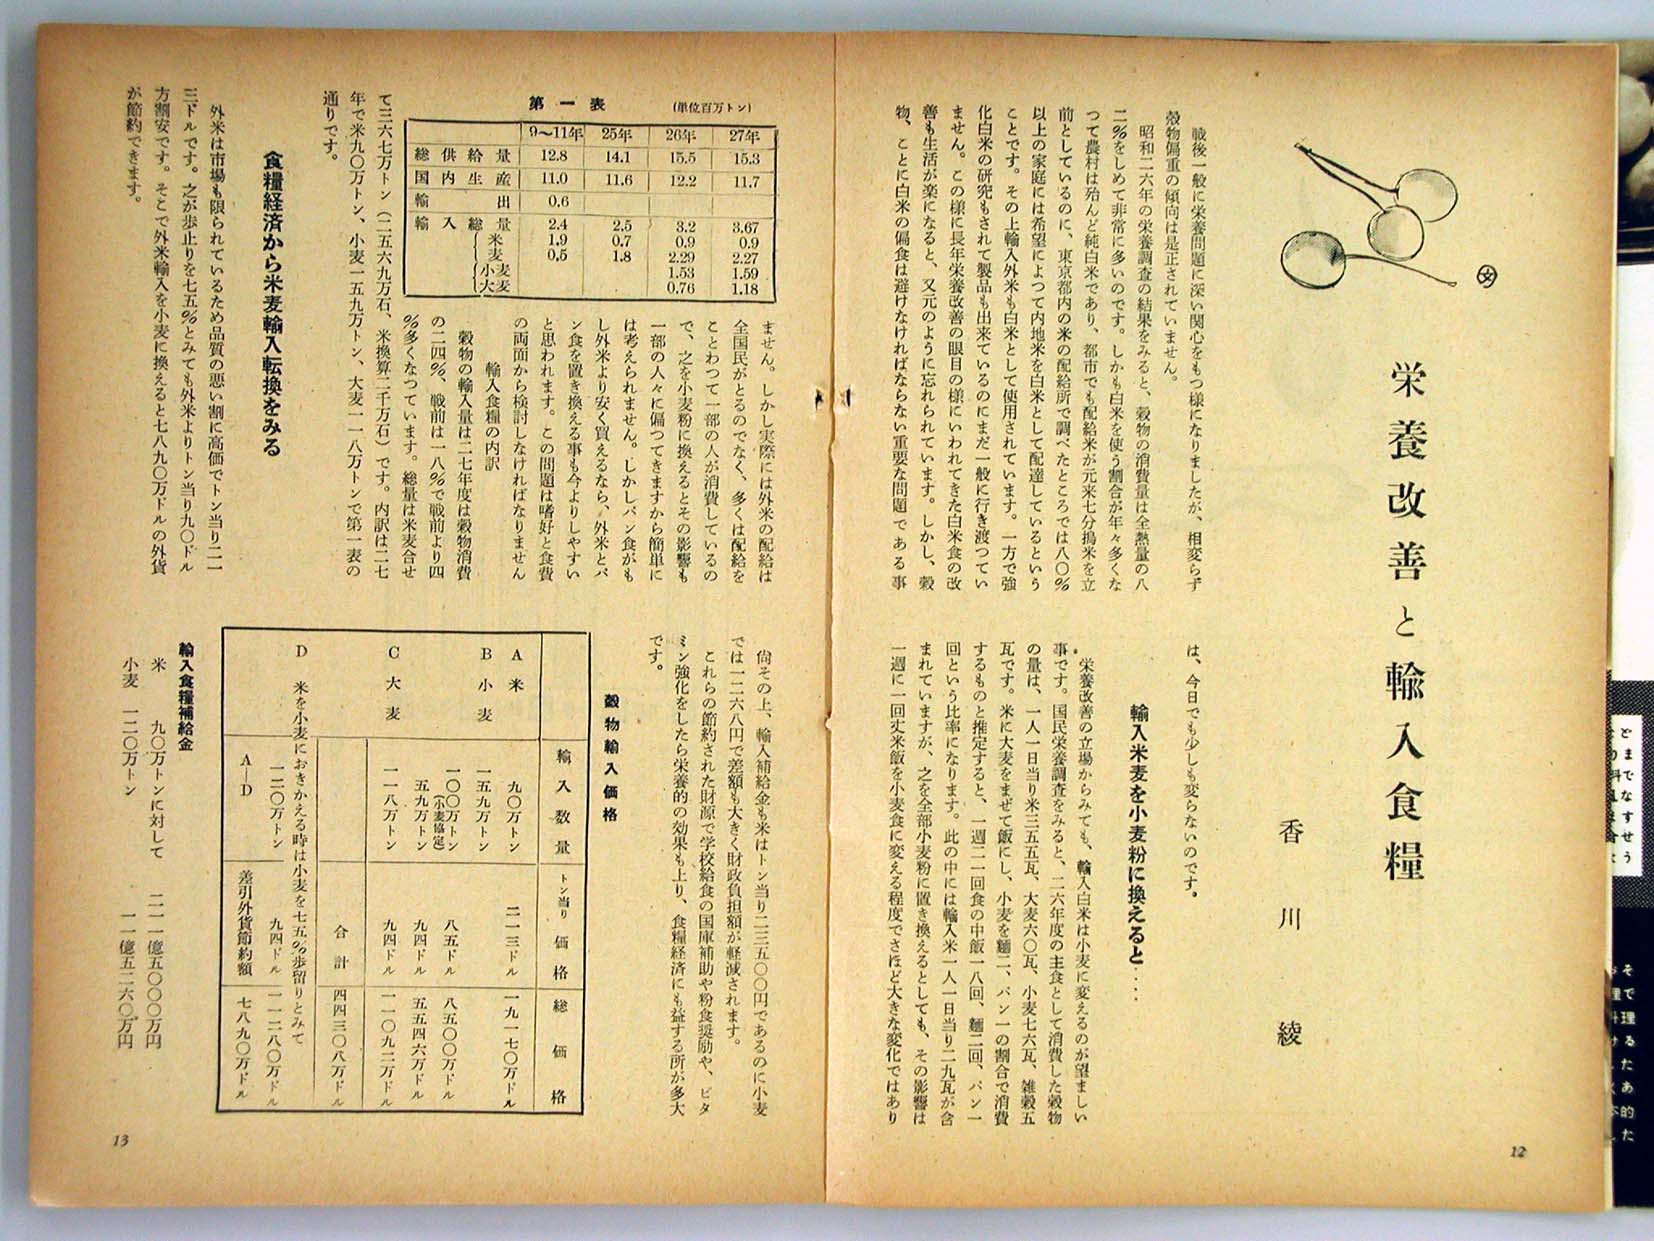 栄養改善と輸入食糧
香川綾
戦後一般に栄養問題に深い関心をもつ様になりましたが、相変らず
殻物偏重の傾向は是正されていません。
昭和二六年の栄養調査の結果をみると、穀物の消費量は全熱量の八
二%をしめて非常に多いのです。しかも白米を使う割合が年々多くな
つて農村は殆んど純白米であり、都市でも配給米が元来七分搗米を立
前としているのに、東京都内の米の配給所で調べたところでは八〇%
以上の家庭には希望によつて内地米を白米として配達しているという
ことです。その上輸入外米も白米として使用されています。一方で強
化白米の研究もされて製品も出来ているのにまだ一般に行き渡つてい
ません。この様に長年栄養改善の眼目の様にいわれてきた白米食の改
善も生活が楽になると、又元のように忘れられています。しかし、穀
物、ことに白米の偏食は避けなければならない重要な問題である事
は、今日でも少しも変らないのです。
輸入米麦を小麦粉に換えると‥‥
栄養改善の立場からみても、輸入白米は小麦に変えるのが望ましい
事です。国民栄養調査をみると、二六年度の主食として消費した穀物
の量は、一人一日当り米三五五瓦、大麦六〇瓦、小麦七六瓦、雑穀五
瓦です。米に大麦をまぜて飯にし、小麦を麺二、パン一の割合で消費
するものと推定すると、一週二一回食の中飯一八回、麺二回、パン一
回という比率になります。此の中には輸入米一人一日当り二九瓦が含
まれていますが、之を全部小麦粉に置き換えるとしても、その影響は
一週に一回丈米飯を小麦食に変える程度でさほど大きな変化ではあり
12
ません。しかし実際には外米の配給は
全国民がとるのでなく、多くは配給を
ことわつて一部の人が消費しているの
で、之を小麦粉に換えるとその影響も
一部の人々に偏つてきますから簡単に
は考えられません。しかしパン食がも
し外米より安く買えるなら、外米とパ
ン食を置き換える事も今よりしやすい
と思われます。この問題は嗜好と食費
の両面から検討しなければなりません
輸入食糧の内訳
穀物の輸入量は二七年度は穀物消費
の二四%、戦前は一八%で戦前より四
%多くなつています。総量は米麦合せ
て三六七万トン（二五六九万石、米換算二千万石）です。内訳は二七
年で米九〇万トン、小麦一五九万トン、大麦一一八万トンで第一表の
通りです。
第一表 (単位百万トン)
9～11年 25年 26年 27年
総供給量 12.8 14.1 15.5 15.3
国内生産 11.0 11.6 12.2 11.7
輸出 0.6
輸入総量 2.4 2.5 3.2 3.67
米 1.9 0.7 0.9 0.9
麦 0.5 1.8 2.29 2.27
小麦 1.53 1.59
大麦 0.76 1.18
食糧経済から米麦輸入転換をみる
外米は市場も限られているため品質の悪い割に高価でトン当り二一
三ドルです。之が歩止りを七五%とみても外米よりトン当り九〇ドル
方割安です。そこで外米輸入を小麦に換えると七八九〇万ドルの外貨
が節約できます。
尚その上、輸入補給金も米はトン当り二三五〇〇円であるのに小麦
では一二六八円で差額も大きく財政負担額が軽減されます。
これらの節約された財源で学校給食の国庫補助や粉食奨励や、ビタ
ミン強化をしたら栄養的の効果も上り、食糧経済にも益する所が多大
です。
穀物輸入価格
輸入数量 トン当り価格 総価格
A 米 九〇万トン 二一三ドル 一九一七〇万ドル
B 小麦 一五九万トン
一〇〇万トン(小麦協定) 八五ドル 八五〇〇万ドル
五九万トン 九四ドル 五五四六万ドル
C 大麦 一一八万トン 九四ドル 一一〇九二万ドル
合計 四四三〇八万ドル
D 米を小麦におきかえる時は小麦を七五%歩留りとみて
一二〇万トン 九四ドル 一一二八〇万ドル
A—D 差引外貨節約額 七八九〇万ドル
輸入食糧補給金
米 九〇万トンに対して 二一一億五〇〇〇万円
小麦 一二〇万トン 一一億五二六〇万円
13